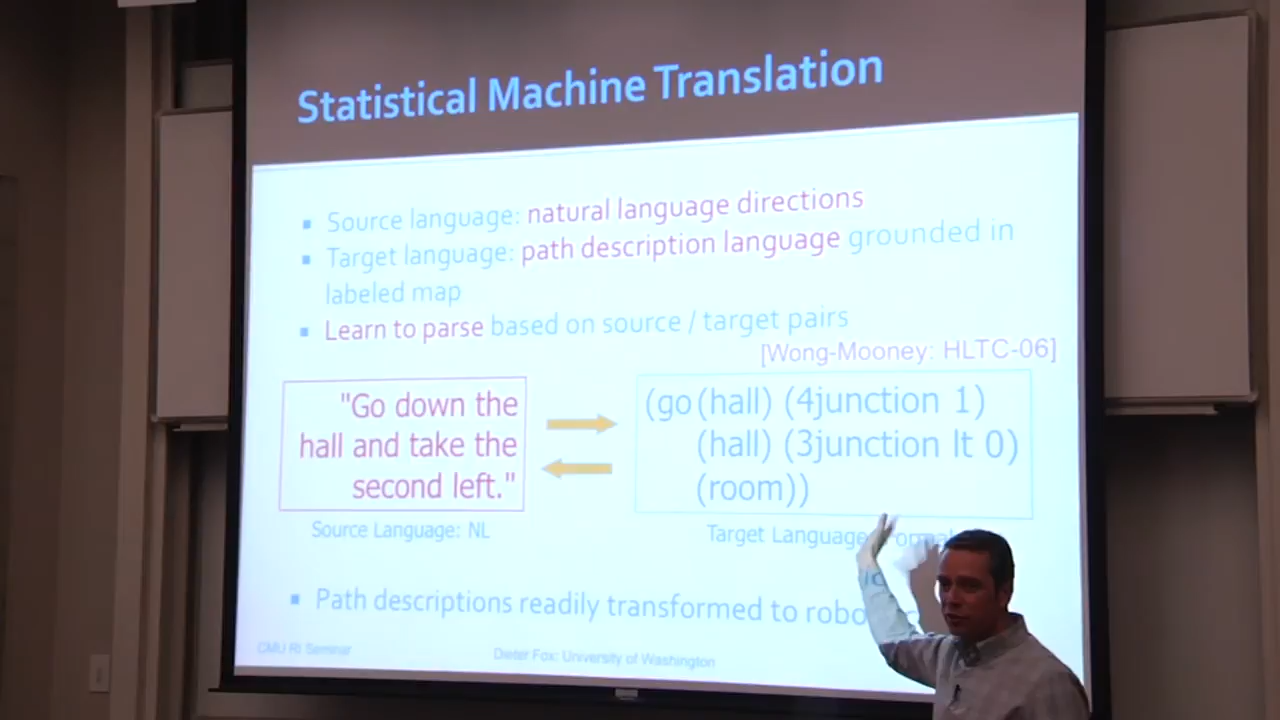 Statistical Machine Translation
▪ Source language: natural language directions
▪ Target language: path description language grounded in
labeled map
▪ Learn to parse based on source / target pairs
[Wong-Mooney: HLTC-06]
"Go down the
hall and take the
second left."
(go (hall) (4junction 1)
(hall) (3junction lt 0)
(room))
Source Language: NL
Target Language
▪ Path descriptions readily transformed to
CMU RI Seminar
Dieter Fox: University of Washington